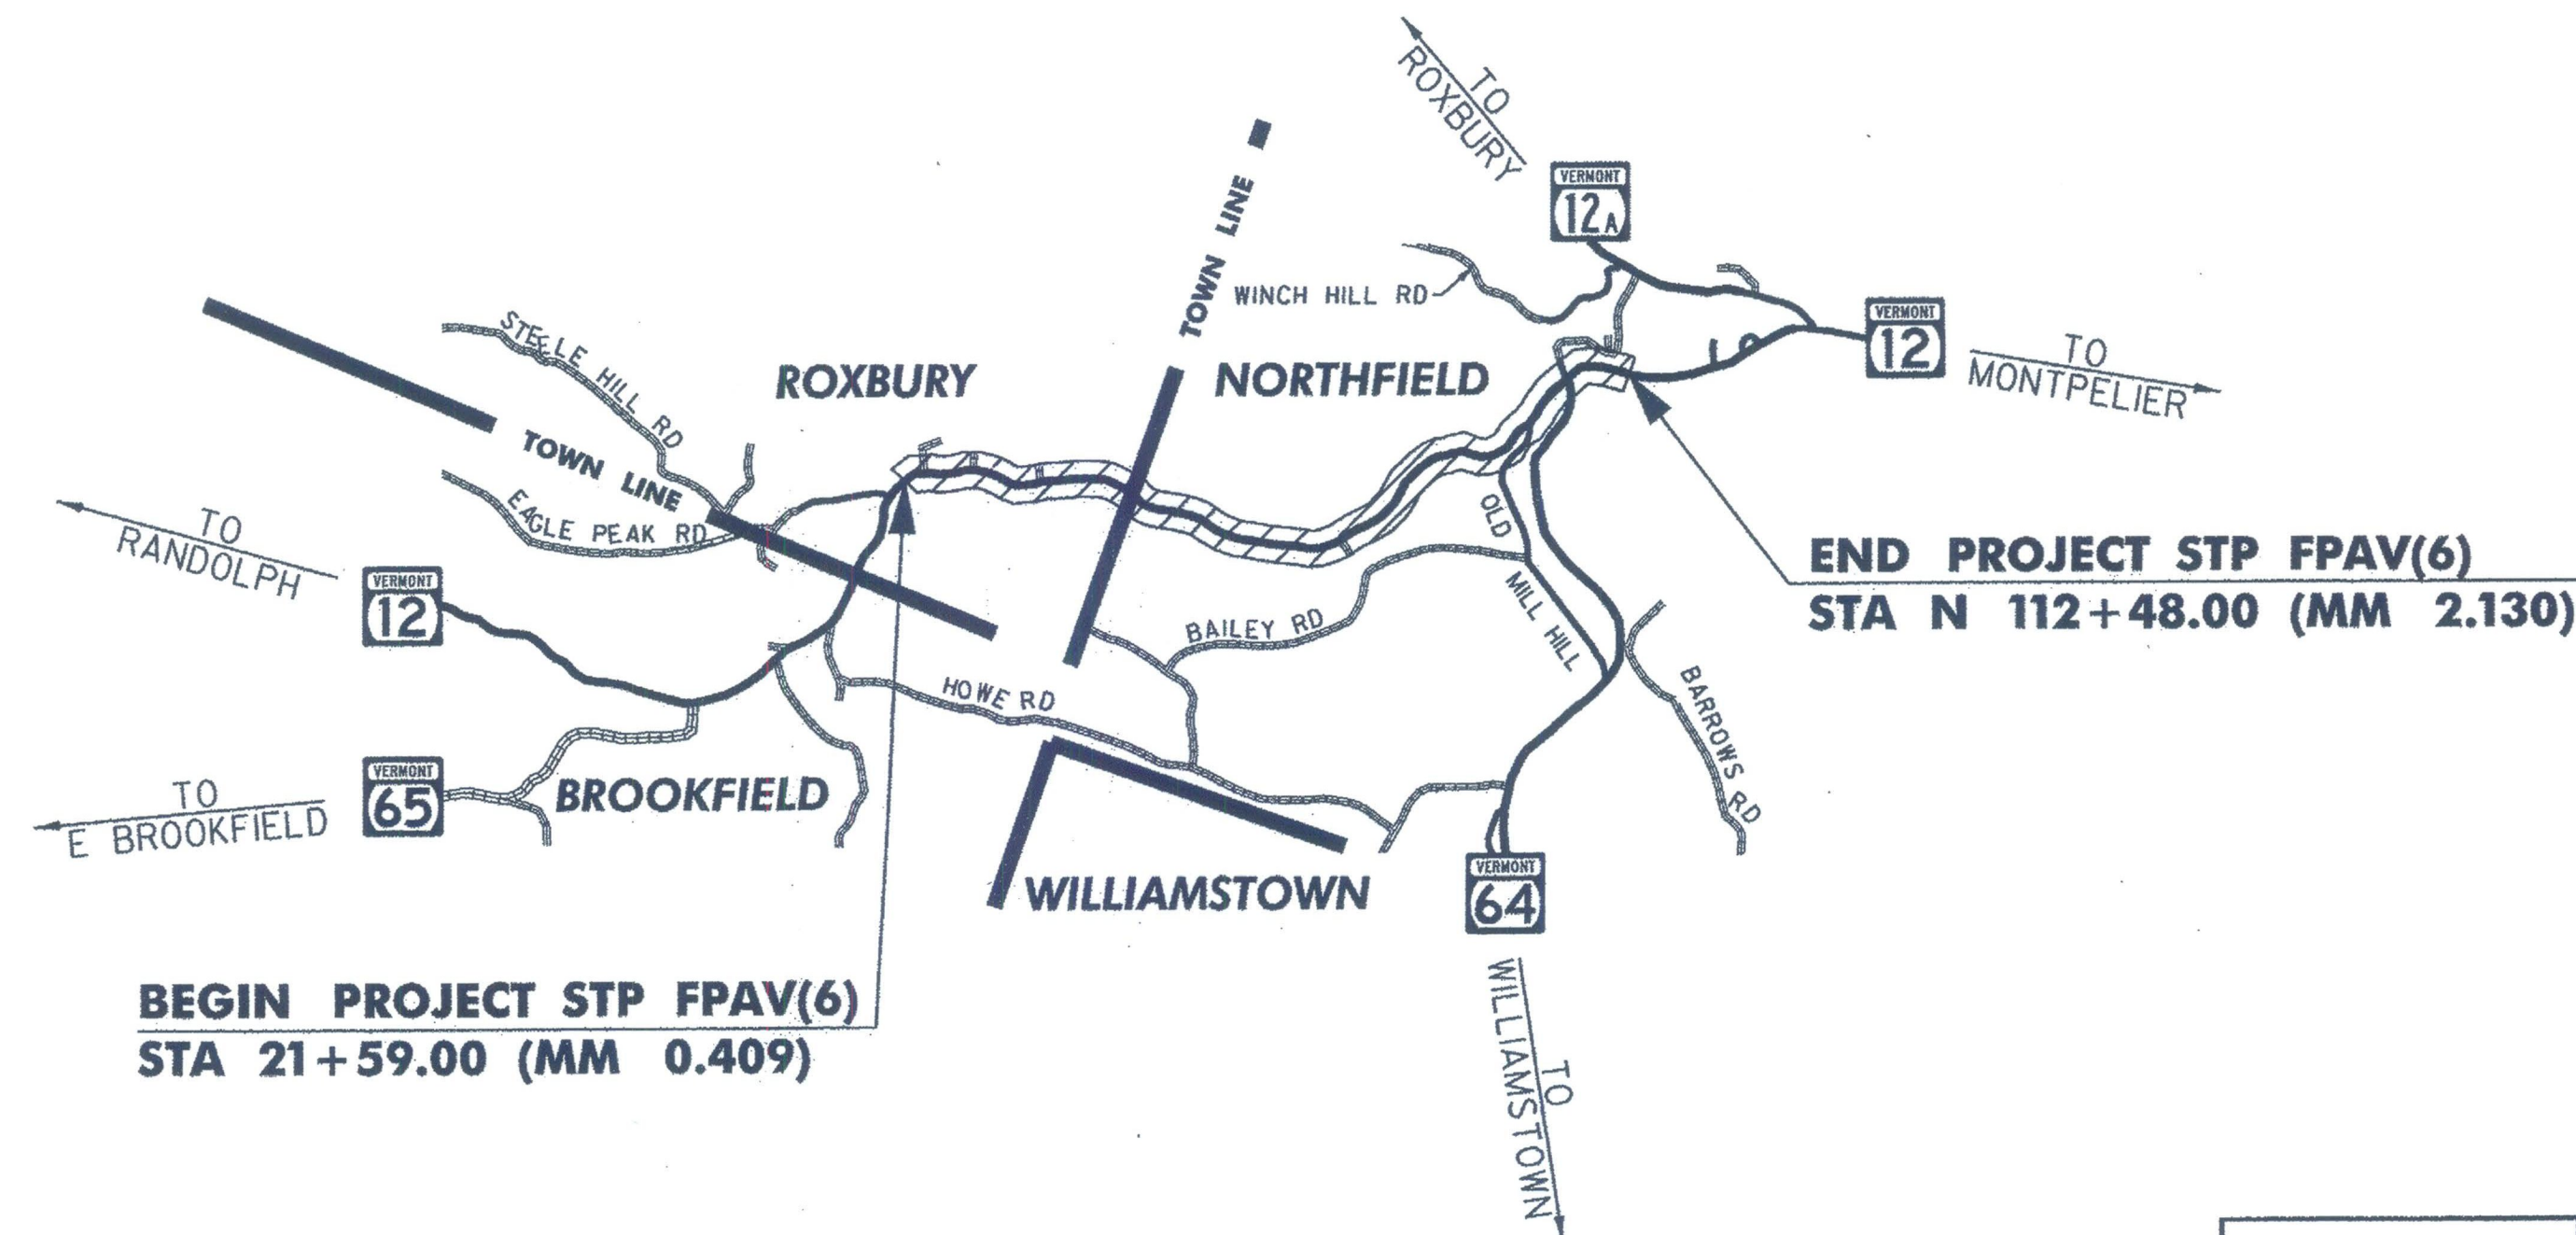 TO
ROXBURY
VERMONT
12A
TOWN LINE
WINCH HILL RD
VERMONT
12
TO
MONTPELIER
STEELE HILL RD
ROXBURY
NORTHFIELD
TOWN LINE
EAGLE PEAK RD
TO
RANDOLPH
OLD
MILL HILL
END PROJECT STP FPAV(6)
STA N 112+48.00 (MM 2.130)
VERMONT
12
BAILEY RD
HOWE RD
BARROWS RD
VERMONT
65
TO
E BROOKFIELD
BROOKFIELD
WILLIAMSTOWN
VERMONT
64
BEGIN PROJECT STP FPAV(6)
STA 21+59.00 (MM 0.409)
TO
WILLIAMSTOWN